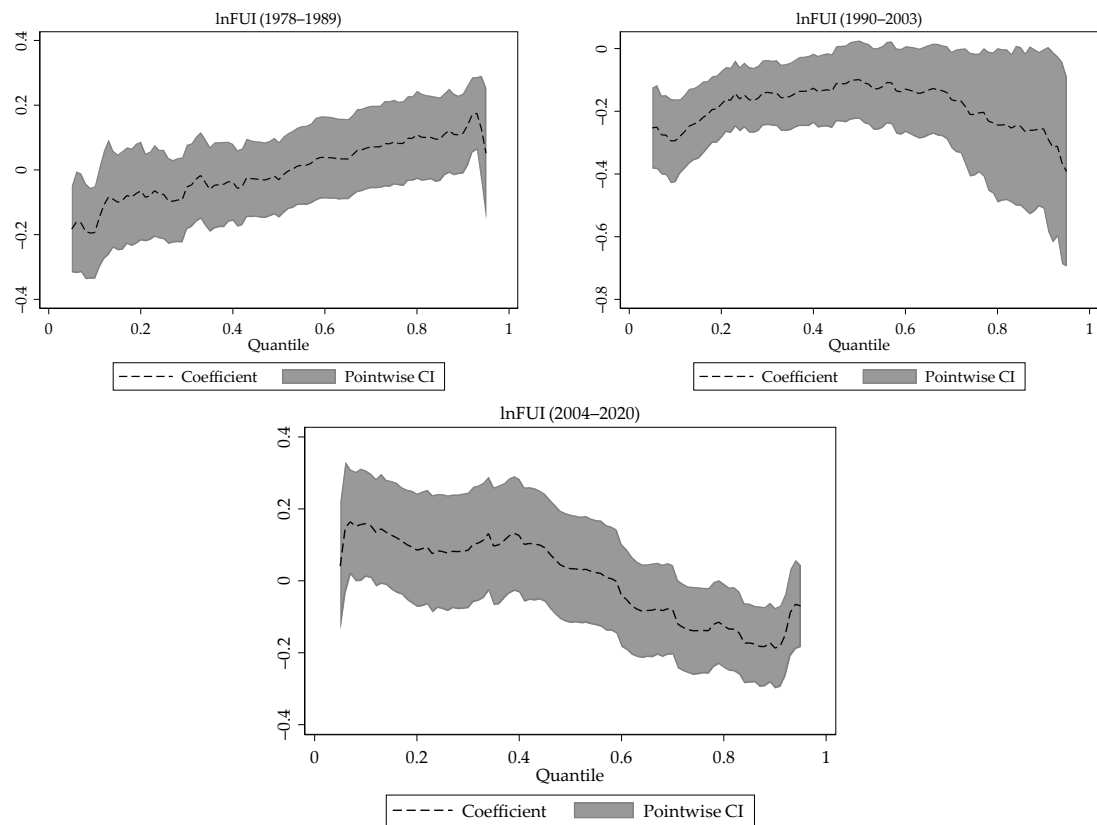 lnFUI (1978–1989)
0.4
0.2
0
−0.2
−0.4
0 0.2 0.4 0.6 0.8 1
Quantile
Coefficient Pointwise CI
lnFUI (1990–2003)
0
−0.2
−0.4
−0.6
−0.8
0 0.2 0.4 0.6 0.8 1
Quantile
Coefficient Pointwise CI
lnFUI (2004–2020)
0.4
0.2
0
−0.2
−0.4
0 0.2 0.4 0.6 0.8 1
Quantile
Coefficient Pointwise CI